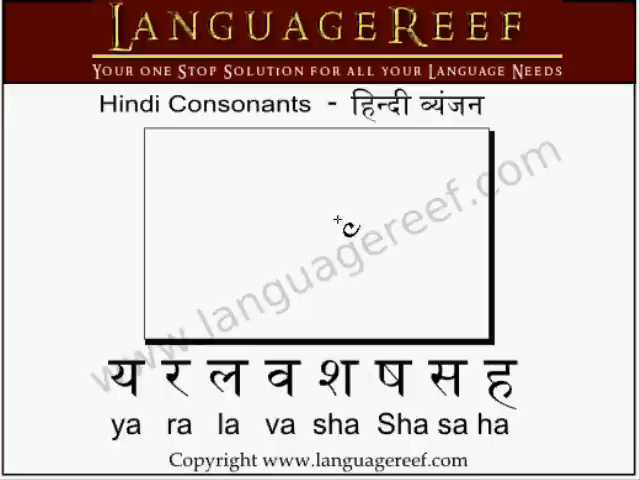 LANGUAGEREEF
YOUR ONE STOP SOLUTION FOR ALL YOUR LANGUAGE NEEDS
Hindi Consonants - हिन्दी व्यंजन
www.languagereef.com
य र ल व श ष स ह
ya ra la va sha Sha sa ha
Copyright www.languagereef.com